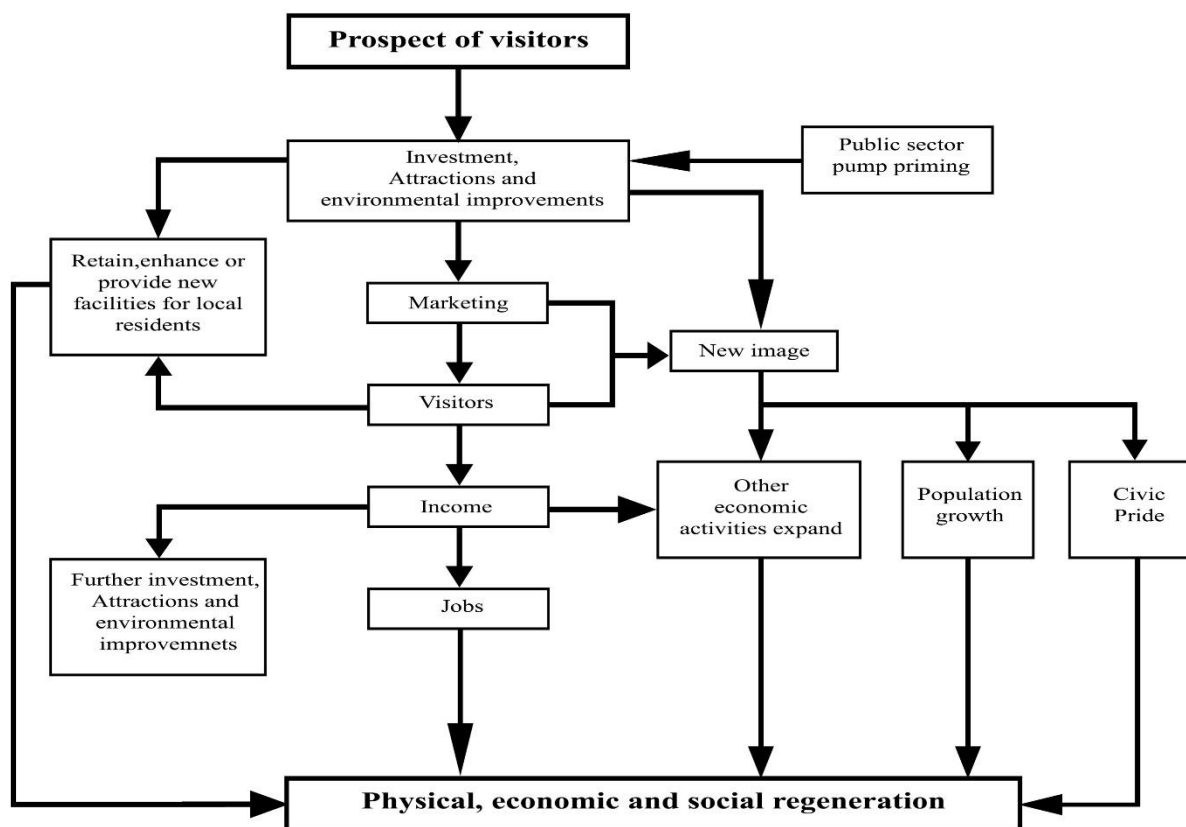 Prospect of visitors
Investment,
Attractions and
environmental improvements
Public sector
pump priming
Retain,enhance or
provide new
facilities for local
residents
Marketing
New image
Visitors
Income
Other
economic
activities expand
Population
growth
Civic
Pride
Further investment,
Attractions and
environmental
improvemnets
Jobs
Physical, economic and social regeneration